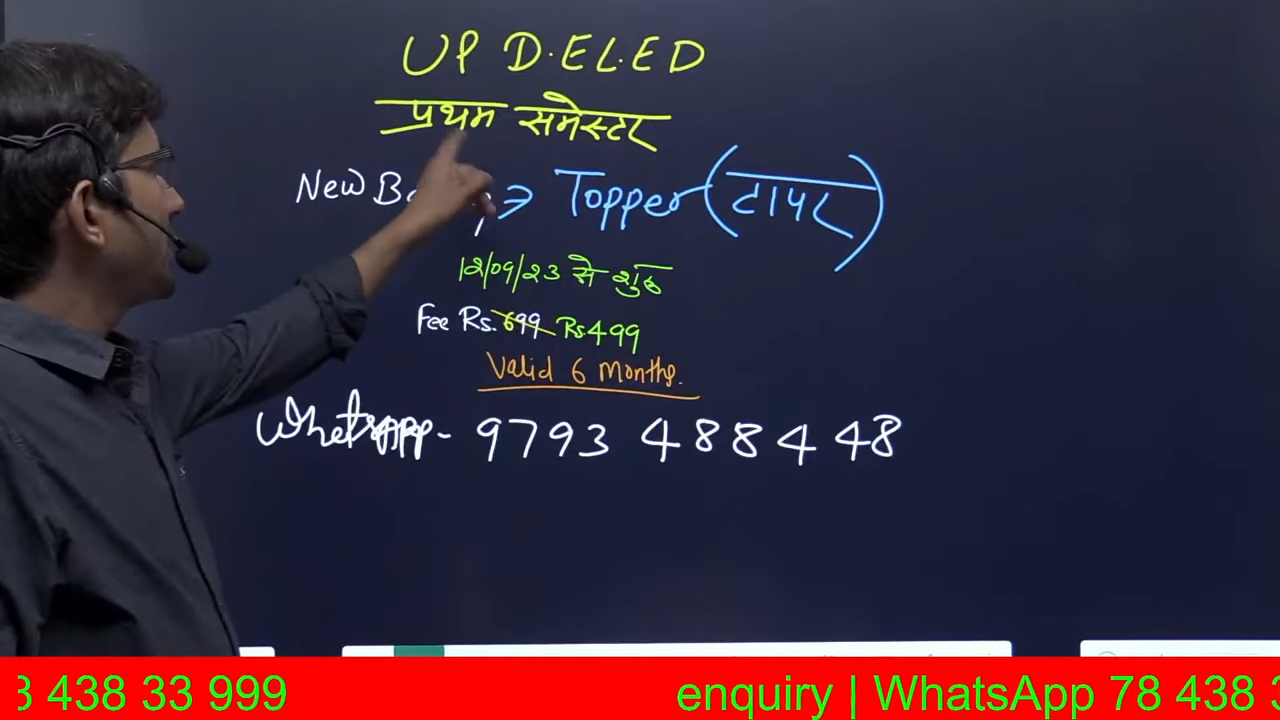 UP D.EL.ED
प्रथम समेस्टर
New → Topper (टापर)
12/09/23 से शुरु
Fee Rs. 699 Rs 499
Valid 6 Months.
Whatsapp - 9793 488448
438 33 999 enquiry | WhatsApp 78 438